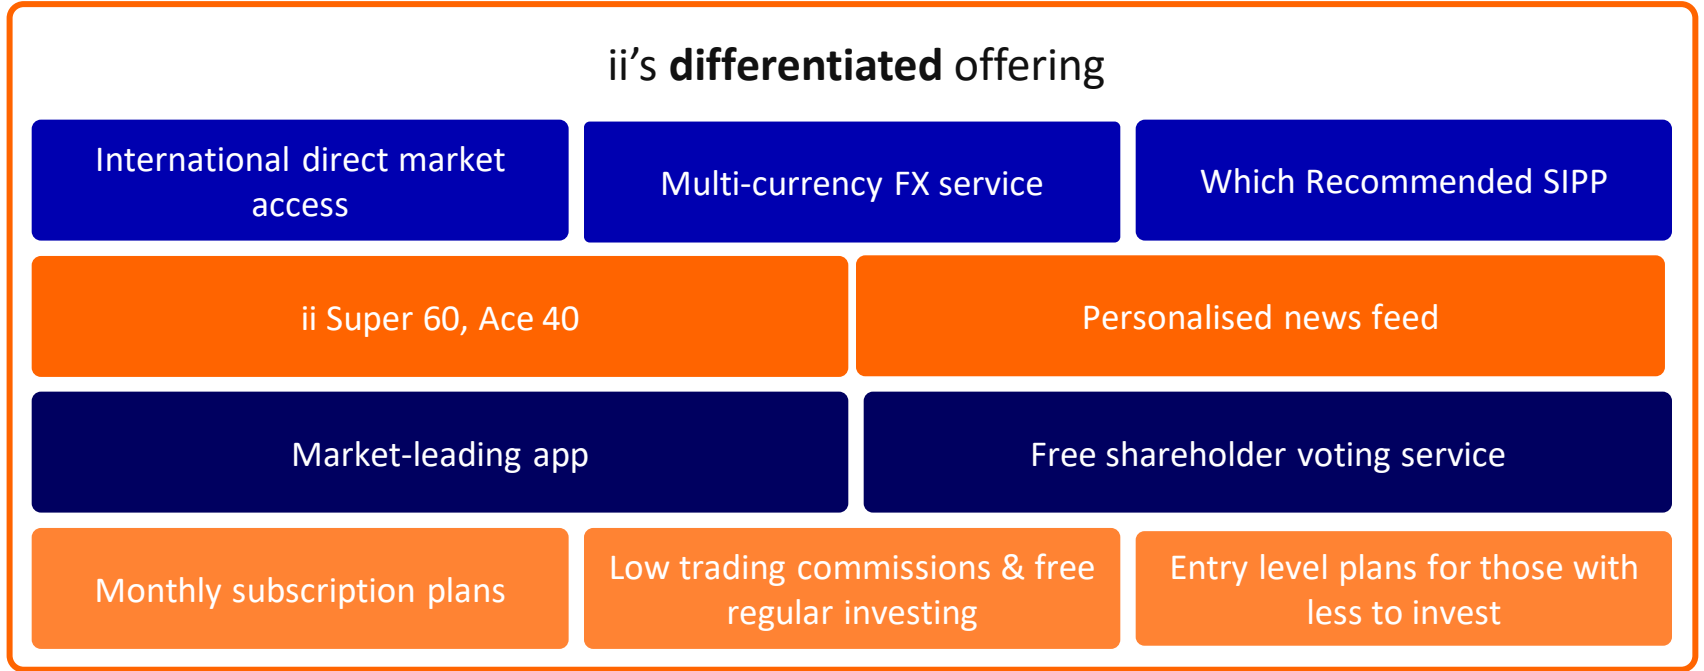 ii’s differentiated offering
International direct market
access
Multi-currency FX service
Which Recommended SIPP
ii Super 60, Ace 40
Personalised news feed
Market-leading app
Free shareholder voting service
Monthly subscription plans
Low trading commissions & free
regular investing
Entry level plans for those with
less to invest